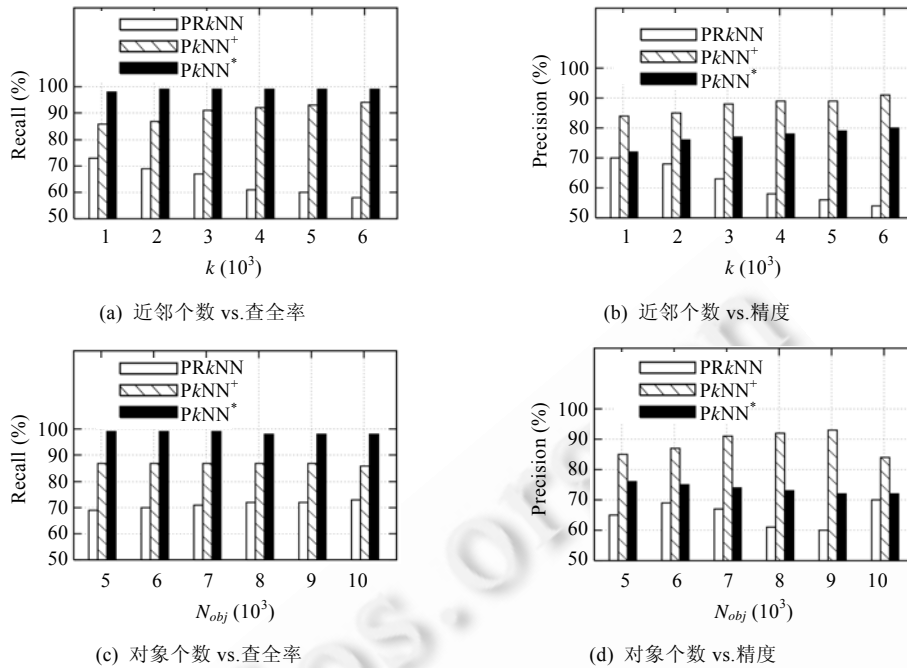 PRkNN
PkNN+
PkNN*
Recall (%)
100
90
80
70
60
50
1 2 3 4 5 6
k (10³)
(a) 近邻个数 vs.查全率
PRkNN
PkNN+
PkNN*
Precision (%)
100
90
80
70
60
50
1 2 3 4 5 6
k (10³)
(b) 近邻个数 vs.精度
PRkNN
PkNN+
PkNN*
Recall (%)
100
90
80
70
60
50
5 6 7 8 9 10
Nobj (10³)
(c) 对象个数 vs.查全率
PRkNN
PkNN+
PkNN*
Precision (%)
100
90
80
70
60
50
5 6 7 8 9 10
Nobj (10³)
(d) 对象个数 vs.精度